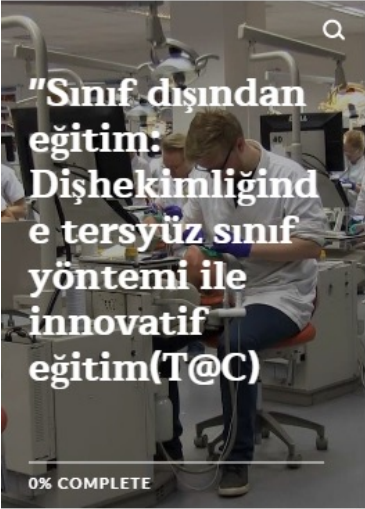 "Sınıf dışından
eğitim:
Dişhekimliğind
e tersyüz sınıf
yöntemi ile
innovatif
eğitim(T@C)
0% COMPLETE